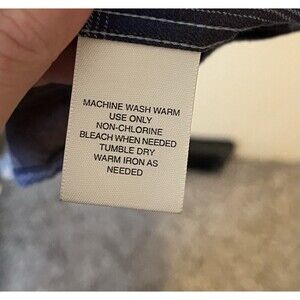 MACHINE WASH WARM
USE ONLY
NON-CHLORINE
BLEACH WHEN NEEDED
TUMBLE DRY
WARM IRON AS
NEEDED